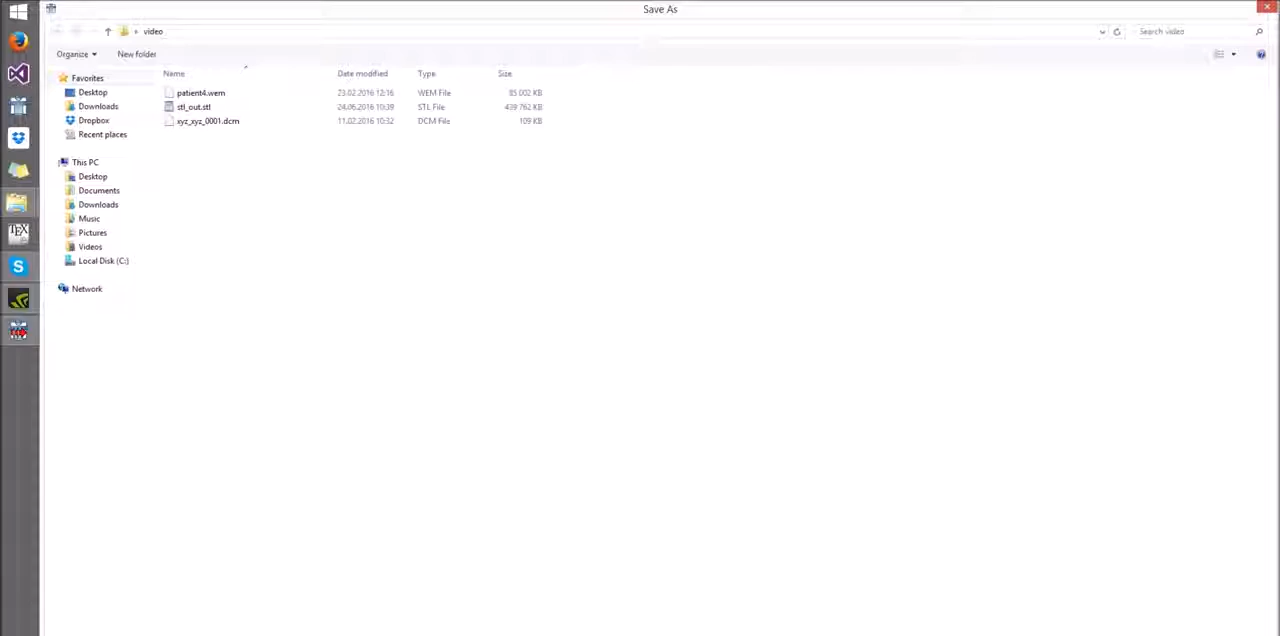 Save As
video
Search video
Organize
New folder
Name Date modified Type Size
Favorites
Desktop
Downloads
Dropbox
Recent places
This PC
Desktop
Documents
Downloads
Music
Pictures
Videos
Local Disk (C:)
Network
patient4.wem 23.02.2016 12:16 WEM File 85.002 KB
stl_out.stl 24.06.2016 10:39 STL File 439.762 KB
xyz_xyz_0001.dcm 11.02.2016 10:32 DCM File 109 KB
TEX